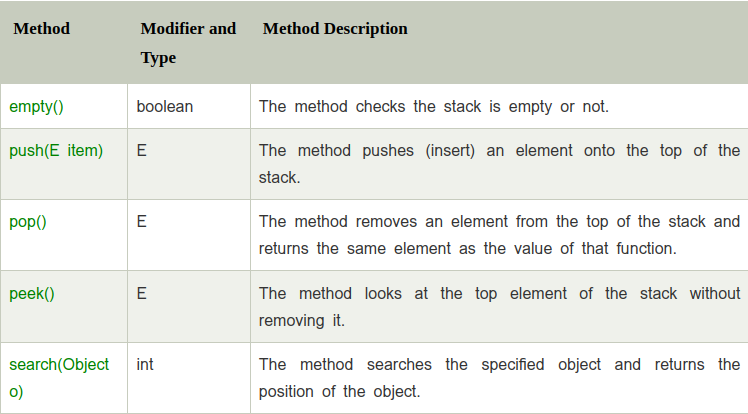 Method Modifier and Method Description
Type
empty() boolean The method checks the stack is empty or not.
push(E item) E The method pushes (insert) an element onto the top of the
stack.
pop() E The method removes an element from the top of the stack and
returns the same element as the value of that function.
peek() E The method looks at the top element of the stack without
removing it.
search(Object int The method searches the specified object and returns the
o) position of the object.